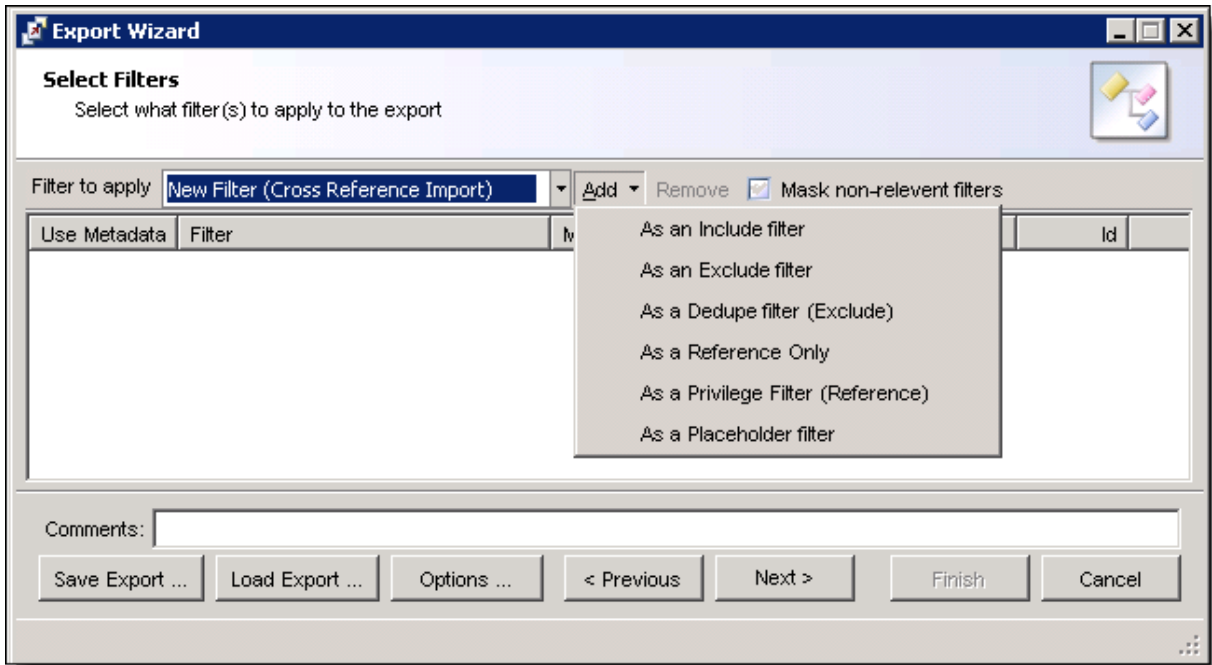 Export Wizard
Select Filters
Select what filter(s) to apply to the export
Filter to apply New Filter (Cross Reference Import) Add Remove Mask non-relevent filters
Use Metadata Filter M Id
As an Include filter
As an Exclude filter
As a Dedupe filter (Exclude)
As a Reference Only
As a Privilege Filter (Reference)
As a Placeholder filter
Comments:
Save Export ... Load Export ... Options ... < Previous Next > Finish Cancel